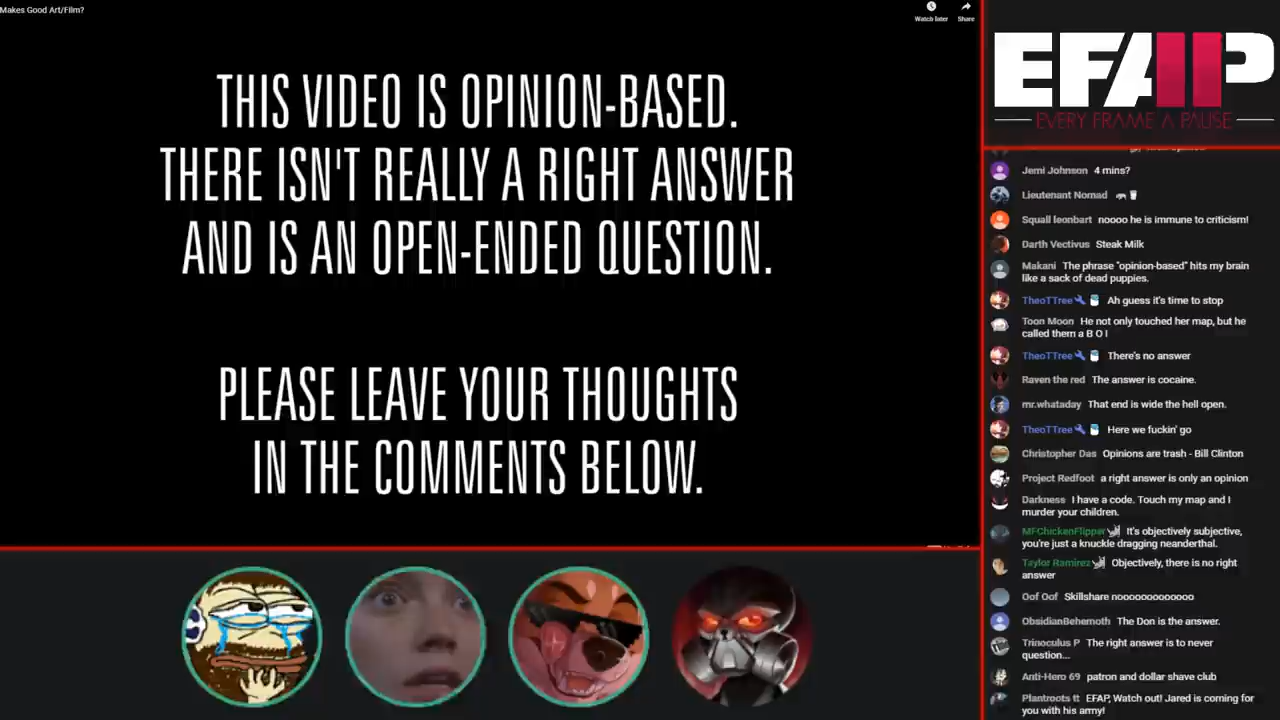 Makes Good Art/Film?
Watch later
Share
THIS VIDEO IS OPINION-BASED.
THERE ISN'T REALLY A RIGHT ANSWER
AND IS AN OPEN-ENDED QUESTION.
PLEASE LEAVE YOUR THOUGHTS
IN THE COMMENTS BELOW.
EFAP
EVERY FRAME A PAUSE
Jemi Johnson 4 mins?
Lieutenant Nomad
Squall leonbart noooo he is immune to criticism!
Darth Vectivus Steak Milk
Makani The phrase "opinion-based" hits my brain
like a sack of dead puppies.
TheoTTree Ah guess it's time to stop
Toon Moon He not only touched her map, but he
called them a B O I
TheoTTree There's no answer
Raven the red The answer is cocaine.
mr.whataday That end is wide the hell open.
TheoTTree Here we fuckin' go
Christopher Das Opinions are trash - Bill Clinton
Project Redfoot a right answer is only an opinion
Darkness I have a code. Touch my map and I
murder your children.
MFChickenFlipper It's objectively subjective,
you're just a knuckle dragging neanderthal.
Taylor Ramirez Objectively, there is no right
answer
Oof Oof Skillshare nooooooooooooo
ObsidianBehemoth The Don is the answer.
Trinoculus P The right answer is to never
question...
Anti-Hero 69 patron and dollar shave club
Plantroots tt EFAP, Watch out! Jared is coming for
you with his army!